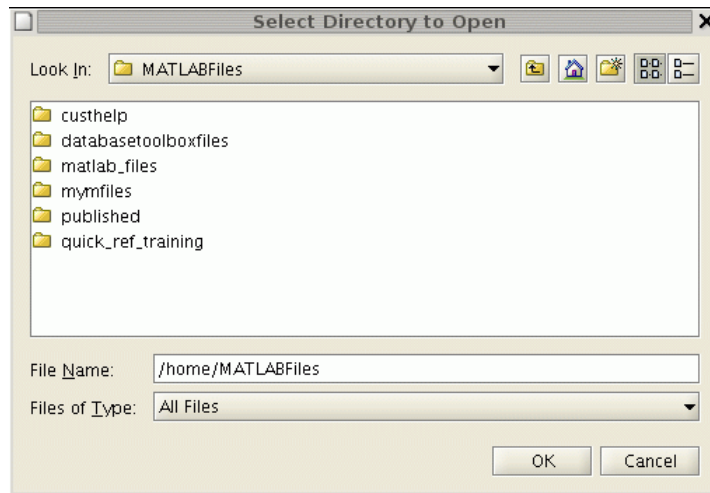 Select Directory to Open
Look In: MATLABFiles
custhelp
databasetoolboxfiles
matlab_files
mymfiles
published
quick_ref_training
File Name: /home/MATLABFiles
Files of Type: All Files
OK Cancel